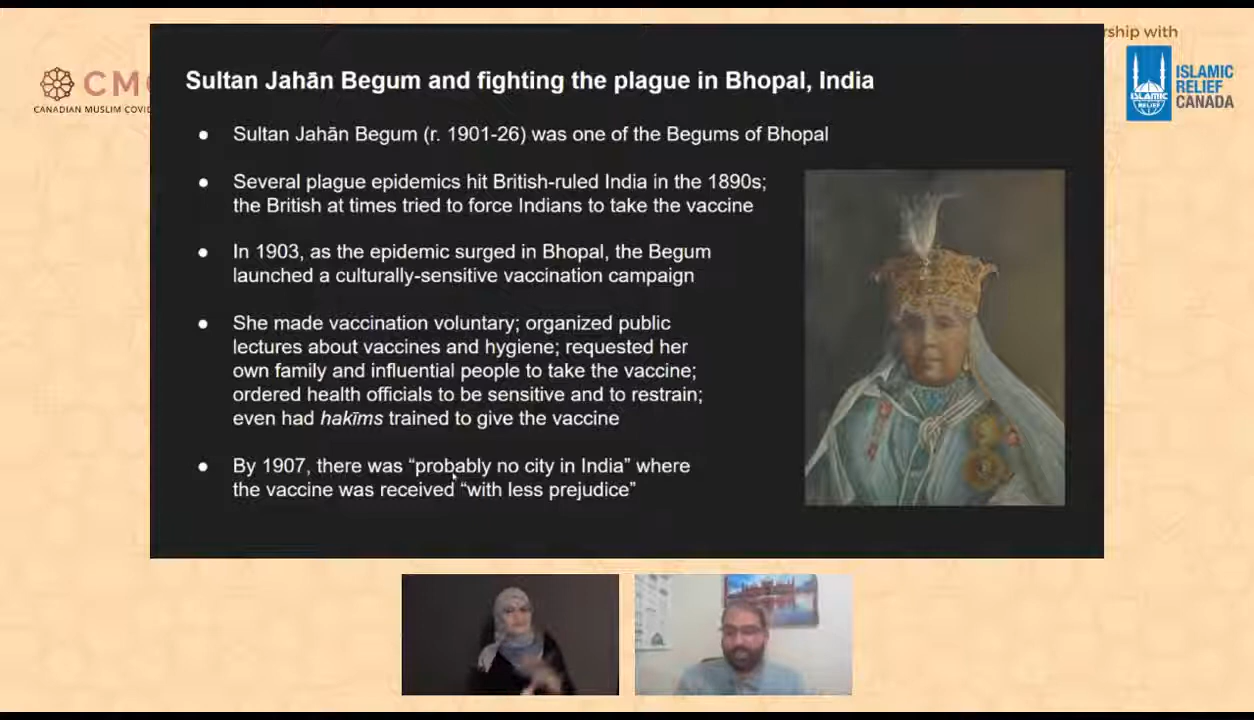 rship with
CMC
CANADIAN MUSLIM COVID
ISLAMIC
RELIEF
CANADA
ISLAMIC
RELIEF
Sultan Jahān Begum and fighting the plague in Bhopal, India
● Sultan Jahān Begum (r. 1901-26) was one of the Begums of Bhopal
● Several plague epidemics hit British-ruled India in the 1890s;
the British at times tried to force Indians to take the vaccine
● In 1903, as the epidemic surged in Bhopal, the Begum
launched a culturally-sensitive vaccination campaign
● She made vaccination voluntary; organized public
lectures about vaccines and hygiene; requested her
own family and influential people to take the vaccine;
ordered health officials to be sensitive and to restrain;
even had hakīms trained to give the vaccine
● By 1907, there was “probably no city in India” where
the vaccine was received “with less prejudice”